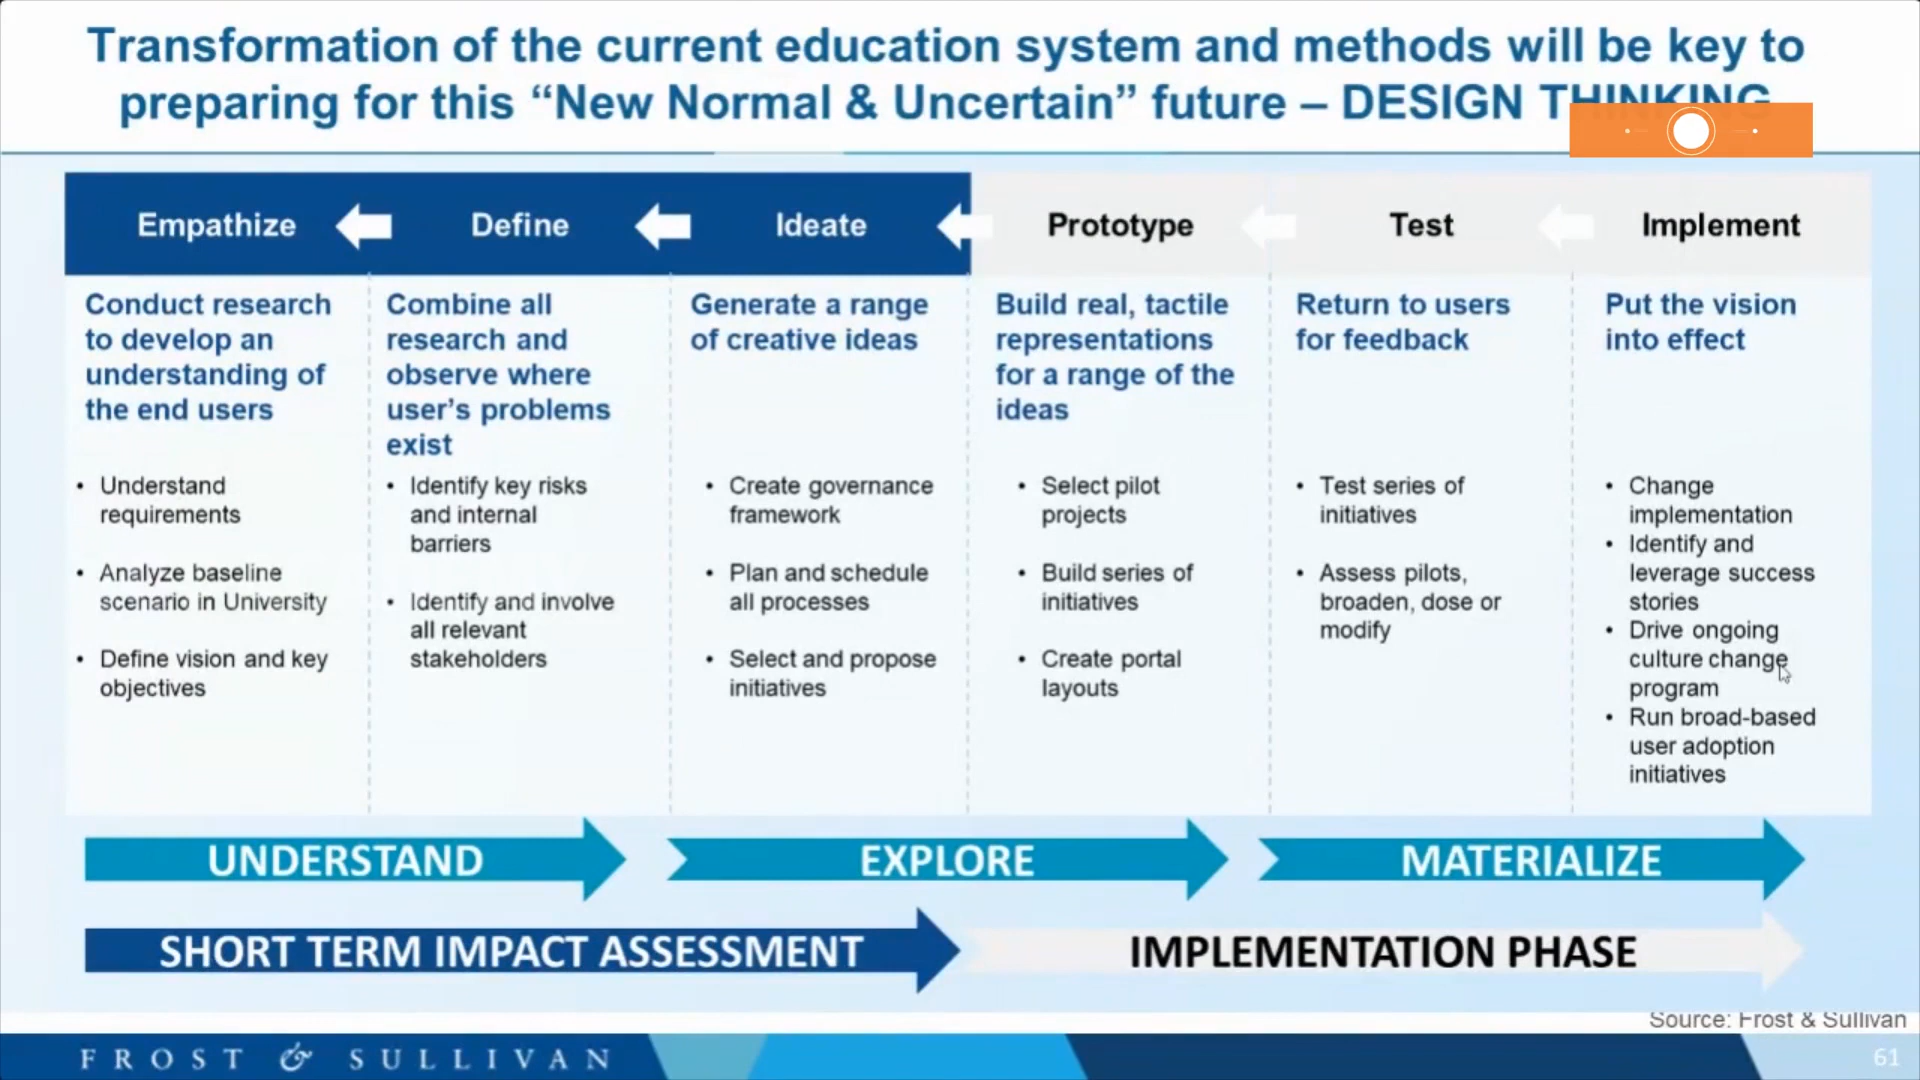 Transformation of the current education system and methods will be key to
preparing for this “New Normal & Uncertain” future – DESIGN THINKING
Empathize
Define
Ideate
Prototype
Test
Implement
Conduct research
to develop an
understanding of
the end users
Understand
requirements
Analyze baseline
scenario in University
Define vision and key
objectives
Combine all
research and
observe where
user’s problems
exist
Identify key risks
and internal
barriers
Identify and involve
all relevant
stakeholders
Generate a range
of creative ideas
Create governance
framework
Plan and schedule
all processes
Select and propose
initiatives
Build real, tactile
representations
for a range of the
ideas
Select pilot
projects
Build series of
initiatives
Create portal
layouts
Return to users
for feedback
Test series of
initiatives
Assess pilots,
broaden, dose or
modify
Put the vision
into effect
Change
implementation
Identify and
leverage success
stories
Drive ongoing
culture change
program
Run broad-based
user adoption
initiatives
UNDERSTAND
EXPLORE
MATERIALIZE
SHORT TERM IMPACT ASSESSMENT
IMPLEMENTATION PHASE
Source: Frost & Sullivan
FROST & SULLIVAN
61